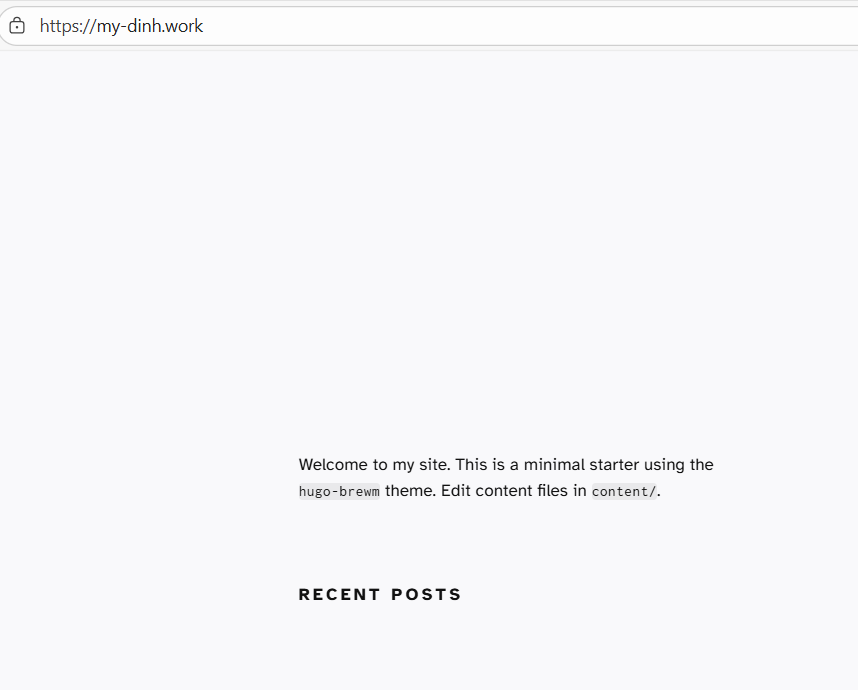 https://my-dinh.work
Welcome to my site. This is a minimal starter using the
hugo-brewm theme. Edit content files in content/.
RECENT POSTS